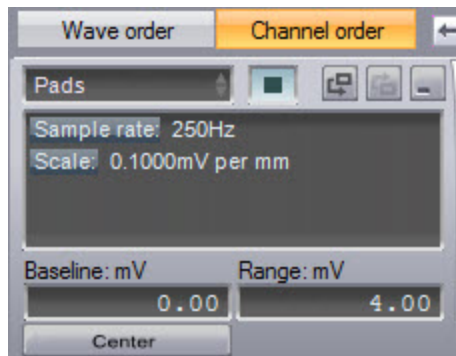 Wave order Channel order
Pads
Sample rate: 250Hz
Scale: 0.1000mV per mm
Baseline: mV Range: mV
0.00 4.00
Center